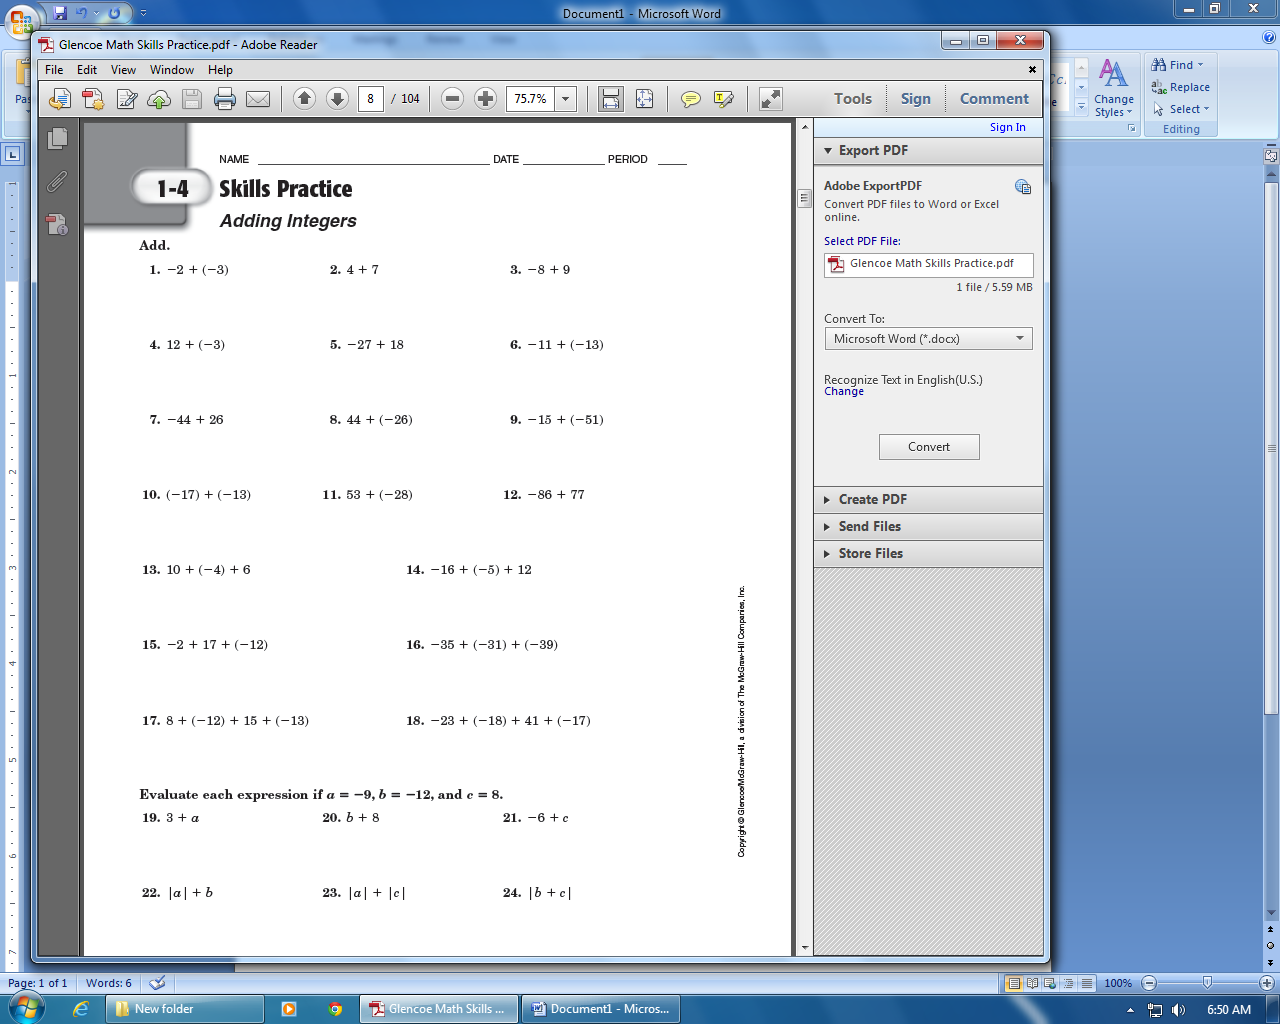 Document1 - Microsoft Word
Glencoe Math Skills Practice.pdf - Adobe Reader
File Edit View Window Help
8 / 104 75.7% Tools Sign Comment
Find
Replace
Select
Change Styles
Editing
Sign In
Export PDF
Adobe ExportPDF
Convert PDF files to Word or Excel
online.
Select PDF File:
Glencoe Math Skills Practice.pdf
1 file / 5.59 MB
Convert To:
Microsoft Word (*.docx)
Recognize Text in English(U.S.)
Change
Convert
Create PDF
Send Files
Store Files
NAME DATE PERIOD
1-4 Skills Practice
Adding Integers
Add.
1. −2 + (−3) 2. 4 + 7 3. −8 + 9
4. 12 + (−3) 5. −27 + 18 6. −11 + (−13)
7. −44 + 26 8. 44 + (−26) 9. −15 + (−51)
10. (−17) + (−13) 11. 53 + (−28) 12. −86 + 77
13. 10 + (−4) + 6 14. −16 + (−5) + 12
15. −2 + 17 + (−12) 16. −35 + (−31) + (−39)
17. 8 + (−12) + 15 + (−13) 18. −23 + (−18) + 41 + (−17)
Evaluate each expression if a = −9, b = −12, and c = 8.
19. 3 + a 20. b + 8 21. −6 + c
22. |a| + b 23. |a| + |c| 24. |b + c|
Copyright © Glencoe/McGraw-Hill, a division of The McGraw-Hill Companies, Inc.
Page: 1 of 1 Words: 6 100%
New folder Glencoe Math Skills ... Document1 - Micros... 6:50 AM